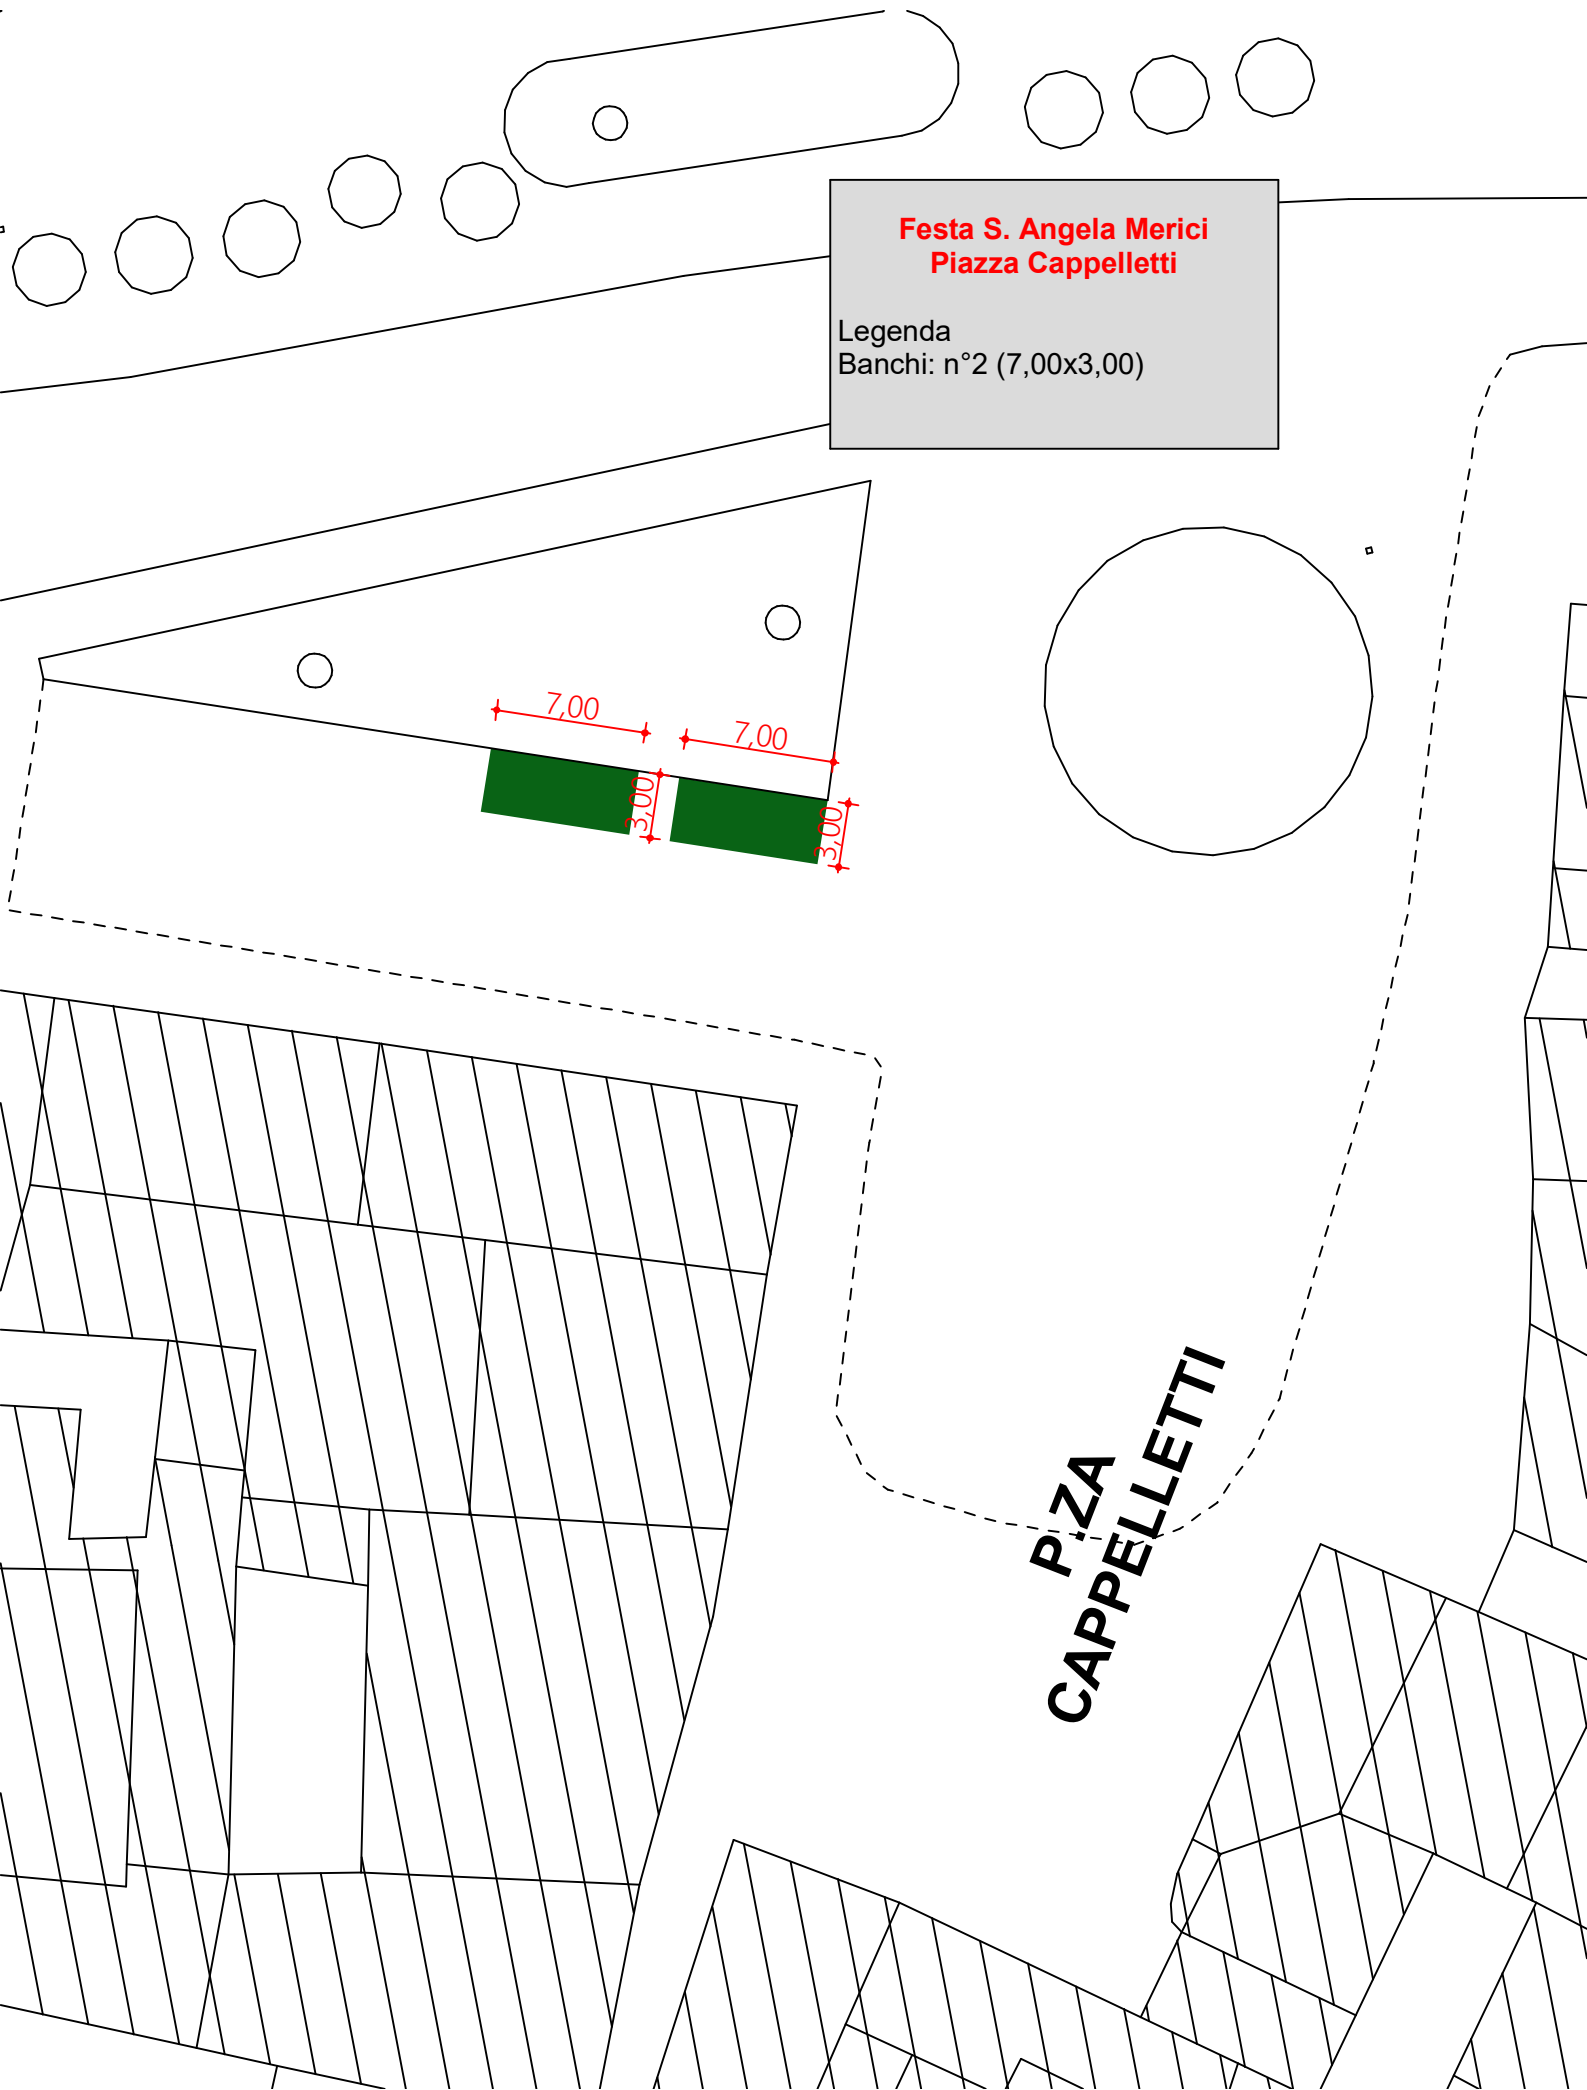 Festa S. Angela Merici
Piazza Cappelletti
Legenda
Banchi: n°2 (7,00x3,00)
7,00
7,00
3,00
3,00
P.ZA
CAPPELLETTI